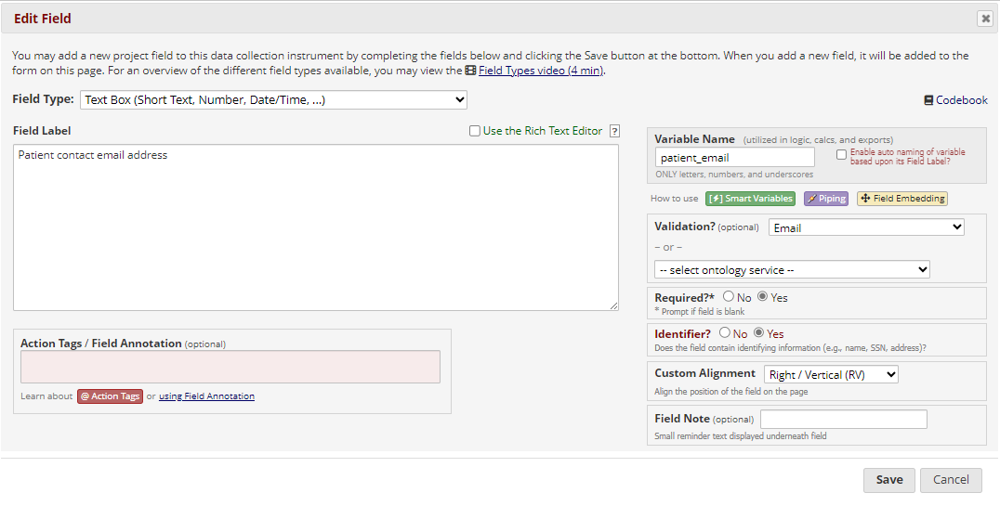 Edit Field
You may add a new project field to this data collection instrument by completing the fields below and clicking the Save button at the bottom. When you add a new field, it will be added to the
form on this page. For an overview of the different field types available, you may view the Field Types video (4 min).
Field Type: Text Box (Short Text, Number, Date/Time, ...)
Codebook
Field Label
Use the Rich Text Editor ?
Patient contact email address
Action Tags / Field Annotation (optional)
Learn about @ Action Tags or using Field Annotation
Variable Name (utilized in logic, calcs, and exports)
patient_email
Enable auto naming of variable
based upon its Field Label?
ONLY letters, numbers, and underscores
How to use [⚡] Smart Variables Piping Field Embedding
Validation? (optional) Email
– or –
-- select ontology service --
Required?* No Yes
* Prompt if field is blank
Identifier? No Yes
Does the field contain identifying information (e.g., name, SSN, address)?
Custom Alignment Right / Vertical (RV)
Align the position of the field on the page
Field Note (optional)
Small reminder text displayed underneath field
Save Cancel